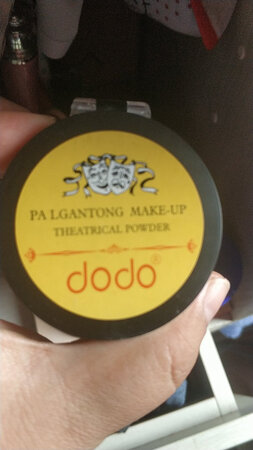 PA LGANTONG MAKE-UP
THEATRICAL POWDER
dodo®